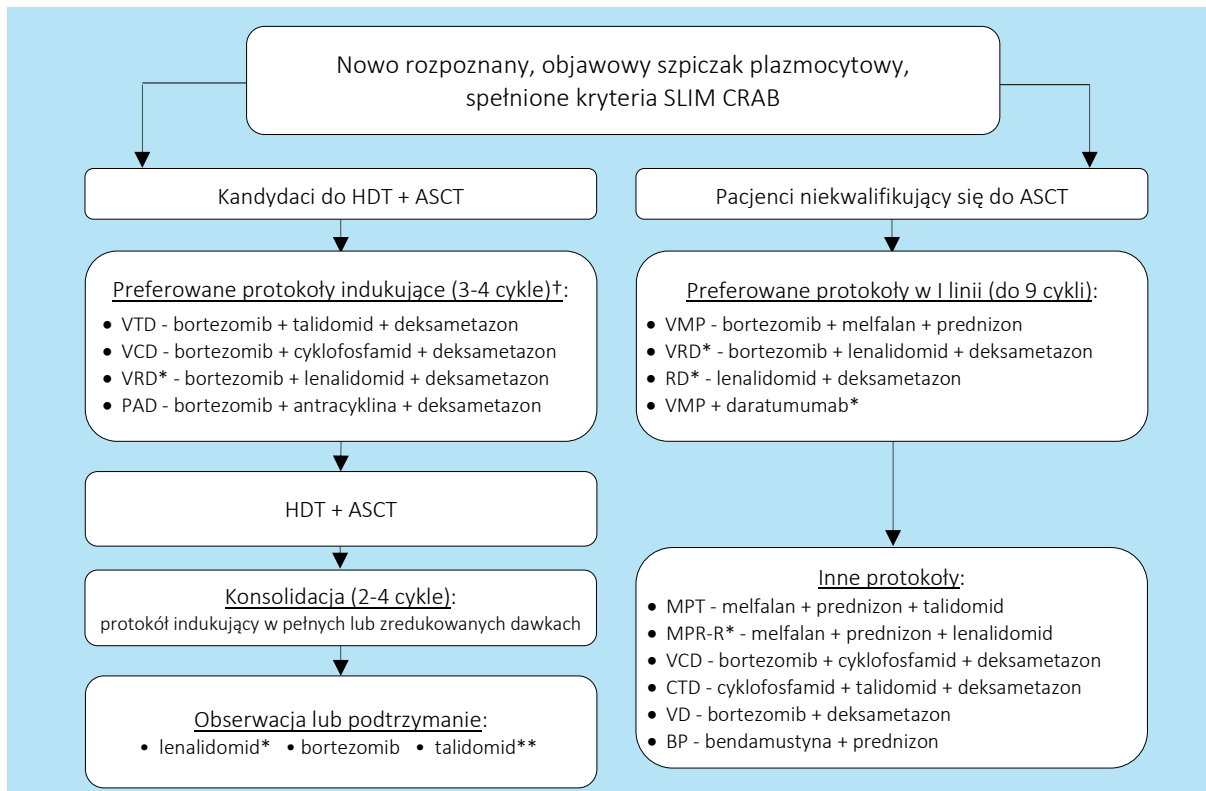 Nowo rozpoznany, objawowy szpiczak plazmocytowy,
spełnione kryteria SLIM CRAB
Kandydaci do HDT + ASCT
Preferowane protokoły indukujące (3-4 cykle)†:
• VTD - bortezomib + talidomid + deksametazon
• VCD - bortezomib + cyklofosfamid + deksametazon
• VRD* - bortezomib + lenalidomid + deksametazon
• PAD - bortezomib + antracyklina + deksametazon
HDT + ASCT
Konsolidacja (2-4 cykle):
protokół indukujący w pełnych lub zredukowanych dawkach
Obserwacja lub podtrzymanie:
• lenalidomid* • bortezomib • talidomid**
Pacjenci niekwalifikujący się do ASCT
Preferowane protokoły w I linii (do 9 cykli):
• VMP - bortezomib + melfalan + prednizon
• VRD* - bortezomib + lenalidomid + deksametazon
• RD* - lenalidomid + deksametazon
• VMP + daratumumab*
Inne protokoły:
• MPT - melfalan + prednizon + talidomid
• MPR-R* - melfalan + prednizon + lenalidomid
• VCD - bortezomib + cyklofosfamid + deksametazon
• CTD - cyklofosfamid + talidomid + deksametazon
• VD - bortezomib + deksametazon
• BP - bendamustyna + prednizon